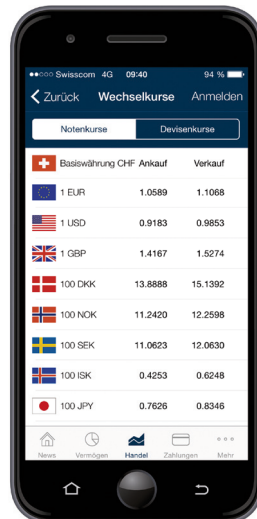 Swisscom 4G 09:40 94 %
Zurück Wechselkurse Anmelden
Notenkurse Devisenkurse
Basiswährung CHF Ankauf Verkauf
1 EUR 1.0589 1.1068
1 USD 0.9183 0.9853
1 GBP 1.4167 1.5274
100 DKK 13.8888 15.1392
100 NOK 11.2420 12.2598
100 SEK 11.0623 12.0630
100 ISK 0.4253 0.6248
100 JPY 0.7626 0.8346
News Vermögen Handel Zahlungen Mehr